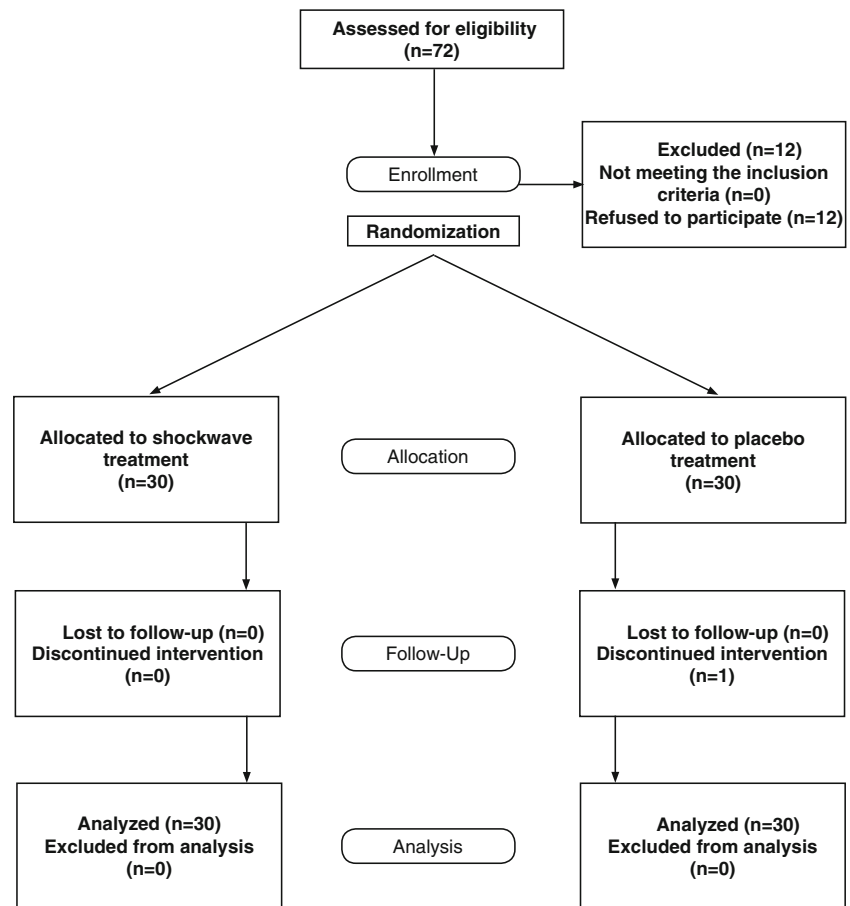 Assessed for eligibility
(n=72)
Enrollment
Excluded (n=12)
Not meeting the inclusion
criteria (n=0)
Refused to participate (n=12)
Randomization
Allocated to shockwave
treatment
(n=30)
Allocation
Allocated to placebo
treatment
(n=30)
Lost to follow-up (n=0)
Discontinued intervention
(n=0)
Follow-Up
Lost to follow-up (n=0)
Discontinued intervention
(n=1)
Analyzed (n=30)
Excluded from analysis
(n=0)
Analysis
Analyzed (n=30)
Excluded from analysis
(n=0)